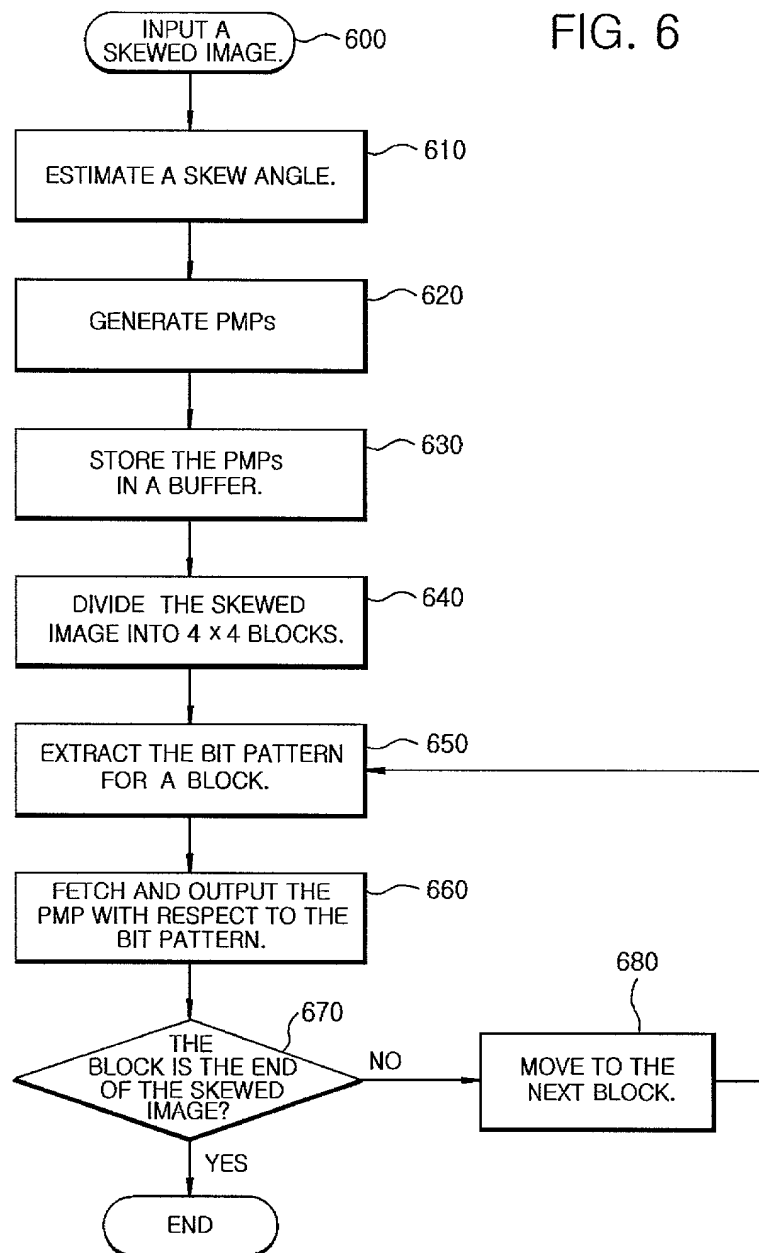 FIG. 6
INPUT A
SKEWED IMAGE.
600
ESTIMATE A SKEW ANGLE.
610
GENERATE PMPs
620
STORE THE PMPs
IN A BUFFER.
630
DIVIDE THE SKEWED
IMAGE INTO 4 × 4 BLOCKS.
640
EXTRACT THE BIT PATTERN
FOR A BLOCK.
650
FETCH AND OUTPUT THE
PMP WITH RESPECT TO THE
BIT PATTERN.
660
THE
BLOCK IS THE END
OF THE SKEWED
IMAGE?
670
NO
MOVE TO THE
NEXT BLOCK.
680
YES
END